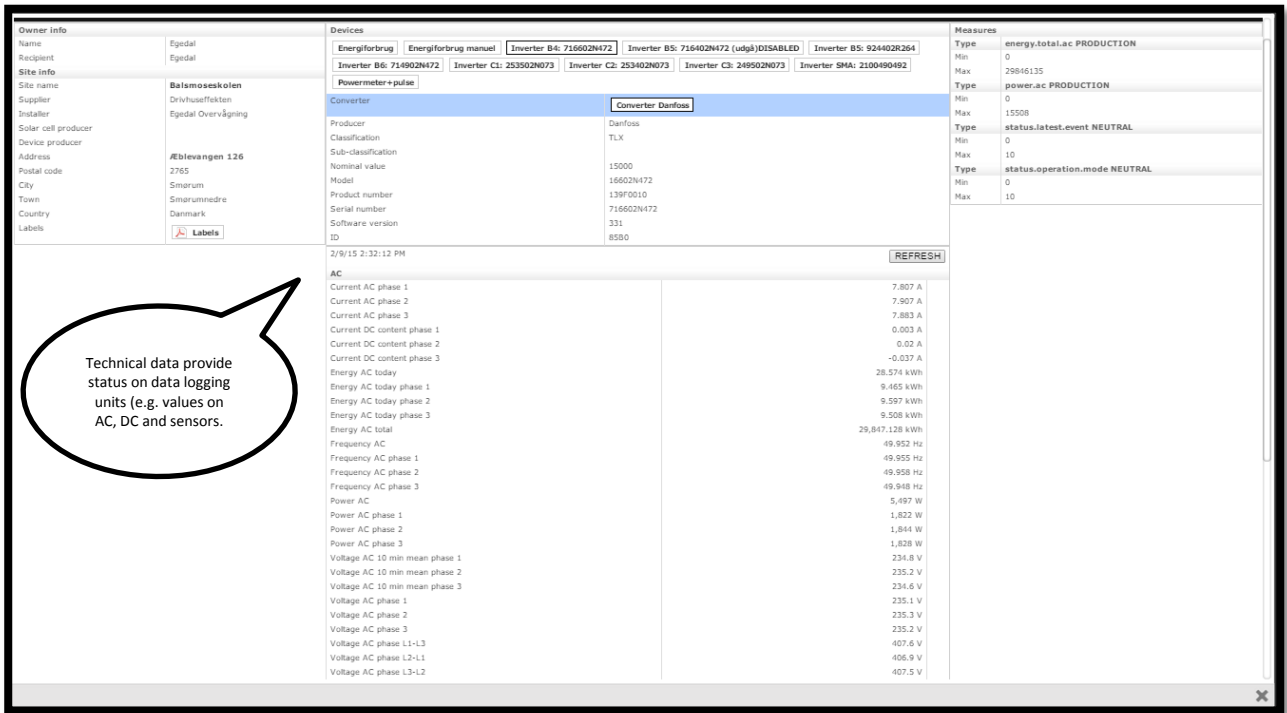 Owner info
Name Egedal
Recipient Egedal
Site info
Site name Balsmoseskolen
Supplier Drivhuseffekten
Installer Egedal Overvågning
Solar cell producer
Device producer
Address Æblevangen 126
Postal code 2765
City Smørum
Town Smørumnedre
Country Danmark
Labels Labels
Technical data provide
status on data logging
units (e.g. values on
AC, DC and sensors.
Devices
Energiforbrug Energiforbrug manuel Inverter B4: 716602N472 Inverter B5: 716402N472 (udgå)DISABLED Inverter B5: 924402R264
Inverter B6: 714902N472 Inverter C1: 253502N073 Inverter C2: 253402N073 Inverter C3: 249502N073 Inverter SMA: 2100490492
Powermeter+pulse
Converter Converter Danfoss
Producer Danfoss
Classification TLX
Sub-classification
Nominal value 15000
Model 16602N472
Product number 139F0010
Serial number 716602N472
Software version 331
ID 85B0
2/9/15 2:32:12 PM REFRESH
AC
Current AC phase 1 7.807 A
Current AC phase 2 7.907 A
Current AC phase 3 7.883 A
Current DC content phase 1 0.003 A
Current DC content phase 2 0.02 A
Current DC content phase 3 -0.037 A
Energy AC today 28.574 kWh
Energy AC today phase 1 9.465 kWh
Energy AC today phase 2 9.597 kWh
Energy AC today phase 3 9.508 kWh
Energy AC total 29,847.128 kWh
Frequency AC 49.952 Hz
Frequency AC phase 1 49.955 Hz
Frequency AC phase 2 49.958 Hz
Frequency AC phase 3 49.948 Hz
Power AC 5,497 W
Power AC phase 1 1,822 W
Power AC phase 2 1,844 W
Power AC phase 3 1,828 W
Voltage AC 10 min mean phase 1 234.8 V
Voltage AC 10 min mean phase 2 235.2 V
Voltage AC 10 min mean phase 3 234.6 V
Voltage AC phase 1 235.1 V
Voltage AC phase 2 235.3 V
Voltage AC phase 3 235.2 V
Voltage AC phase L1-L3 407.6 V
Voltage AC phase L2-L1 406.9 V
Voltage AC phase L3-L2 407.5 V
Measures
Type energy.total.ac PRODUCTION
Min 0
Max 29846135
Type power.ac PRODUCTION
Min 0
Max 15508
Type status.latest.event NEUTRAL
Min 0
Max 10
Type status.operation.mode NEUTRAL
Min 0
Max 10